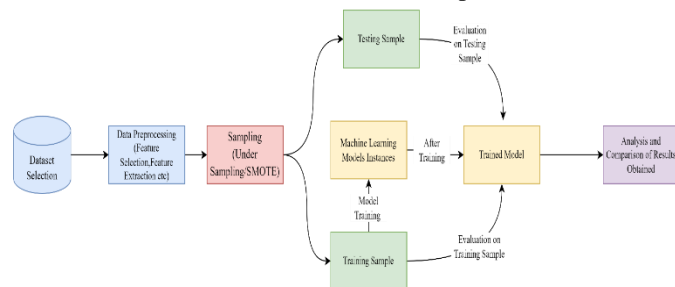 Testing Sample
Evaluation
on Testing
Sample
Dataset
Selection
Data Preprocessing
(Feature
Selection,Feature
Extraction etc)
Sampling
(Under
Sampling/SMOTE)
Machine Learning
Models Instances
After
Training
Trained Model
Analysis and
Comparison of Results
Obtained
Model
Training
Training Sample
Evaluation on
Training Sample